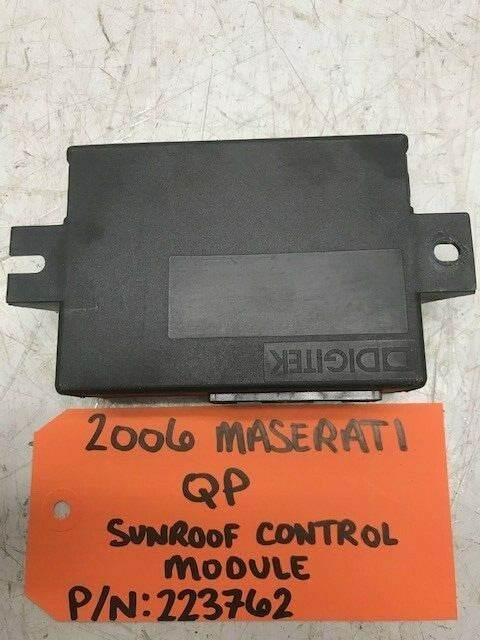 DIGITEK
2006 MASERATI
QP
SUNROOF CONTROL
MODULE
P/N: 223762